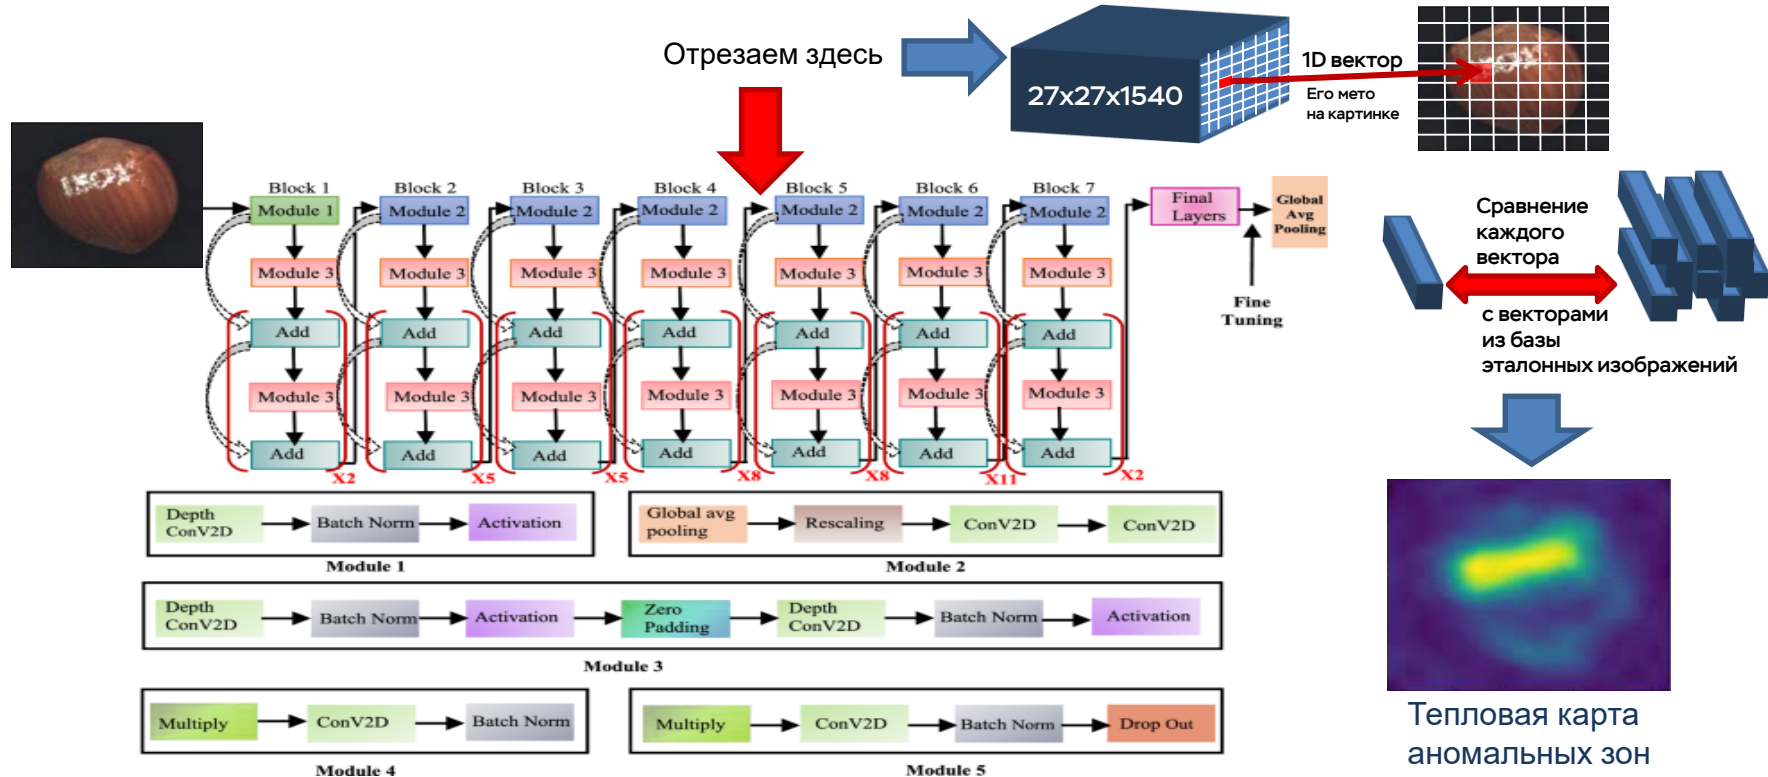 Отрезаем здесь
27x27x1540
1D вектор
Его мето
на картинке
Block 1
Block 2
Block 3
Block 4
Block 5
Block 6
Block 7
Module 1
Module 2
Module 2
Module 2
Module 2
Module 2
Module 2
Final
Layers
Global
Avg
Pooling
Module 3
Module 3
Module 3
Module 3
Module 3
Module 3
Module 3
Fine
Tuning
Add
Add
Add
Add
Add
Add
Add
Module 3
Module 3
Module 3
Module 3
Module 3
Module 3
Module 3
Add
Add
Add
Add
Add
Add
Add
X2
X5
X5
X8
X8
X11
X2
Сравнение
каждого
вектора
с векторами
из базы
эталонных изображений
Depth
ConV2D
Batch Norm
Activation
Module 1
Global avg
pooling
Rescaling
ConV2D
ConV2D
Module 2
Depth
ConV2D
Batch Norm
Activation
Zero
Padding
Depth
ConV2D
Batch Norm
Activation
Module 3
Multiply
ConV2D
Batch Norm
Module 4
Multiply
ConV2D
Batch Norm
Drop Out
Module 5
Тепловая карта
аномальных зон